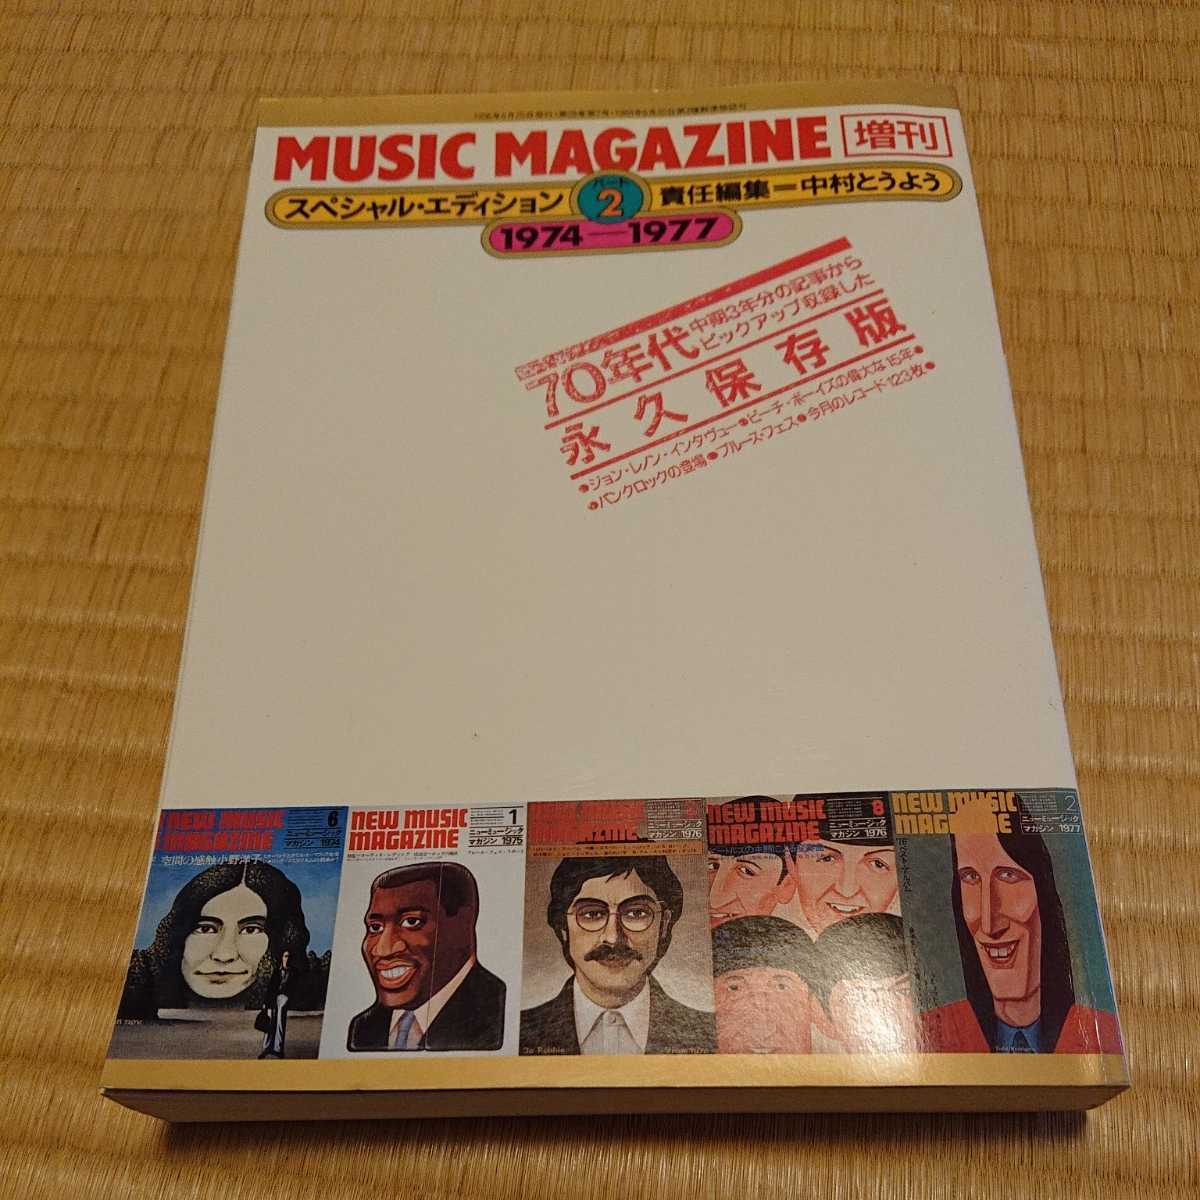 MUSIC MAGAZINE 増刊
スペシャル・エディション パート2 責任編集=中村とうよう
1974—1977
70年代中期3年分の記事から
ピックアップ収録した
永久保存版
●ジョン・レノン・インタヴュー●ビーチ・ボーイズの偉大な15年●
●パンクロックの登場●ブルース・フェス●今月のレコード123枚●
NEW MUSIC MAGAZINE
6
ニューミュージック
マガジン 1974
空間の感触小野洋子
NEW MUSIC MAGAZINE
1
ニューミュージック
マガジン 1975
NEW MUSIC MAGAZINE
ニューミュージック
マガジン 1976
NEW MUSIC MAGAZINE
8
ニューミュージック
マガジン 1976
NEW MUSIC MAGAZINE
2
ニューミュージック
マガジン 1977